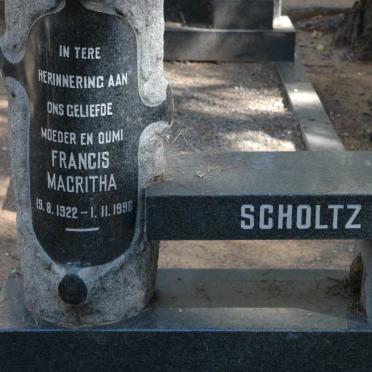 IN TERE
HERINNERING AAN
ONS GELIEFDE
MOEDER EN OUMI
FRANCIS
MAGRITHA
19.8.1922 - 1.11.1998
SCHOLTZ